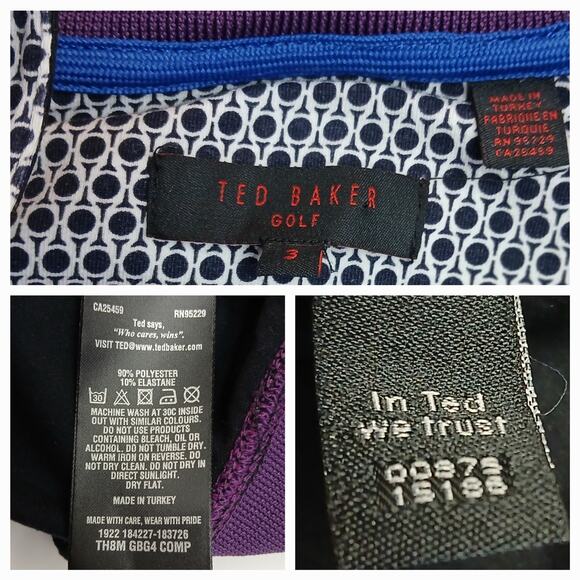 TED BAKER
GOLF
3
MADE IN
TURKEY
FABRIQUE EN
TURQUIE
RN 95229
CA25459
CA25459 RN95229
Ted says,
"Who cares, wins".
VISIT TED@www.tedbaker.com
90% POLYESTER
10% ELASTANE
30
MACHINE WASH AT 30C INSIDE
OUT WITH SIMILAR COLOURS.
DO NOT USE PRODUCTS
CONTAINING BLEACH, OIL OR
ALCOHOL. DO NOT TUMBLE DRY.
WARM IRON ON REVERSE. DO
NOT DRY CLEAN. DO NOT DRY IN
DIRECT SUNLIGHT.
DRY FLAT.
MADE IN TURKEY
MADE WITH CARE, WEAR WITH PRIDE
1922 184227-183726
TH8M GBG4 COMP
In Ted
we trust